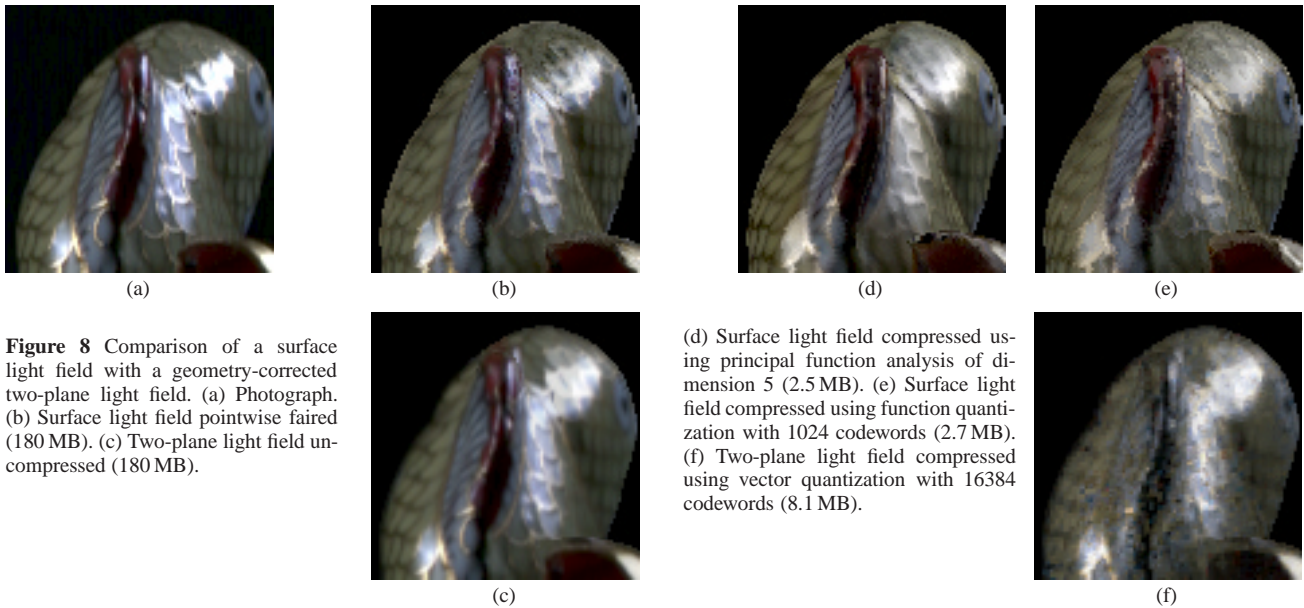 (a)
(b)
(d)
(e)
Figure 8 Comparison of a surface
light field with a geometry-corrected
two-plane light field. (a) Photograph.
(b) Surface light field pointwise faired
(180 MB). (c) Two-plane light field un-
compressed (180 MB).
(c)
(d) Surface light field compressed us-
ing principal function analysis of di-
mension 5 (2.5 MB). (e) Surface light
field compressed using function quanti-
zation with 1024 codewords (2.7 MB).
(f) Two-plane light field compressed
using vector quantization with 16384
codewords (8.1 MB).
(f)